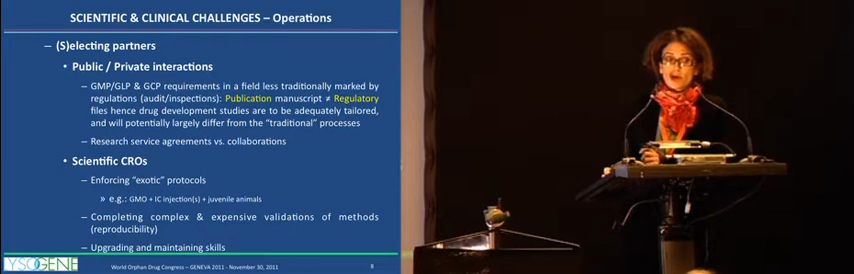 SCIENTIFIC & CLINICAL CHALLENGES – Operations
– (S)electing partners
• Public / Private interactions
– GMP/GLP & GCP requirements in a field less traditionally marked by
regulations (audit/inspections): Publication manuscript ≠ Regulatory
files hence drug development studies are to be adequately tailored,
and will potentially largely differ from the “traditional” processes
– Research service agreements vs. collaborations
• Scientific CROs
– Enforcing “exotic” protocols
» e.g.: GMO + IC injection(s) + juvenile animals
– Completing complex & expensive validations of methods
(reproducibility)
– Upgrading and maintaining skills
LYSOGENE
World Orphan Drug Congress – GENEVA 2011 - November 30, 2011
8